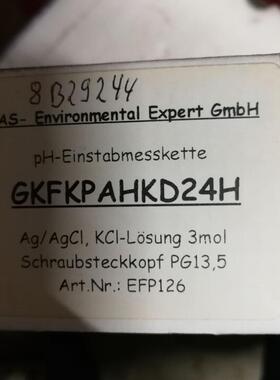 8B29244
AS- Environmental Expert GmbH
pH-Einstabmesskette
GKFKPAHKD24H
Ag/AgCl, KCl-Lösung 3mol
Schraubsteckkopf PG13,5
Art.Nr.: EFP126